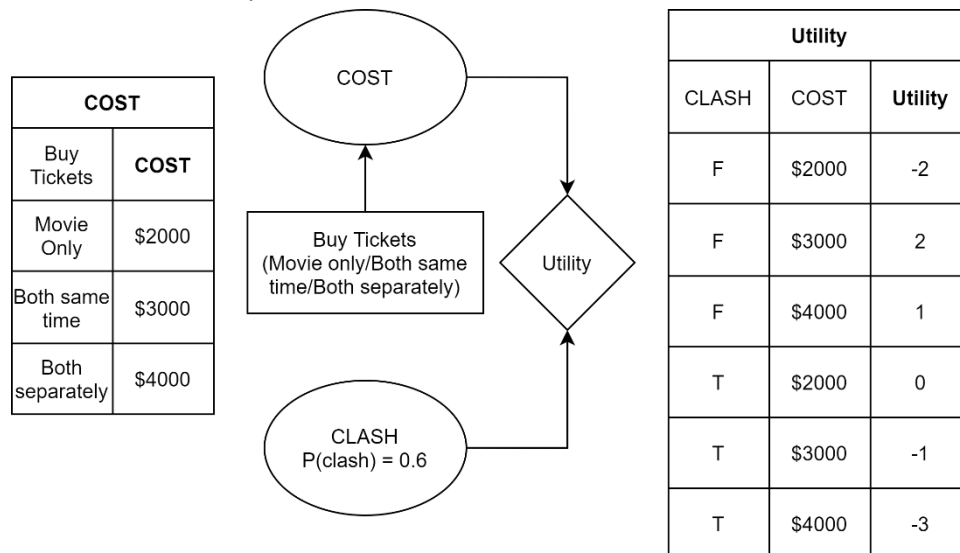 COST
Buy
Tickets
COST
Movie
Only
$2000
Both same
time
$3000
Both
separately
$4000
COST
Buy Tickets
(Movie only/Both same
time/Both separately)
Utility
CLASH
P(clash) = 0.6
Utility
CLASH COST Utility
F $2000 -2
F $3000 2
F $4000 1
T $2000 0
T $3000 -1
T $4000 -3